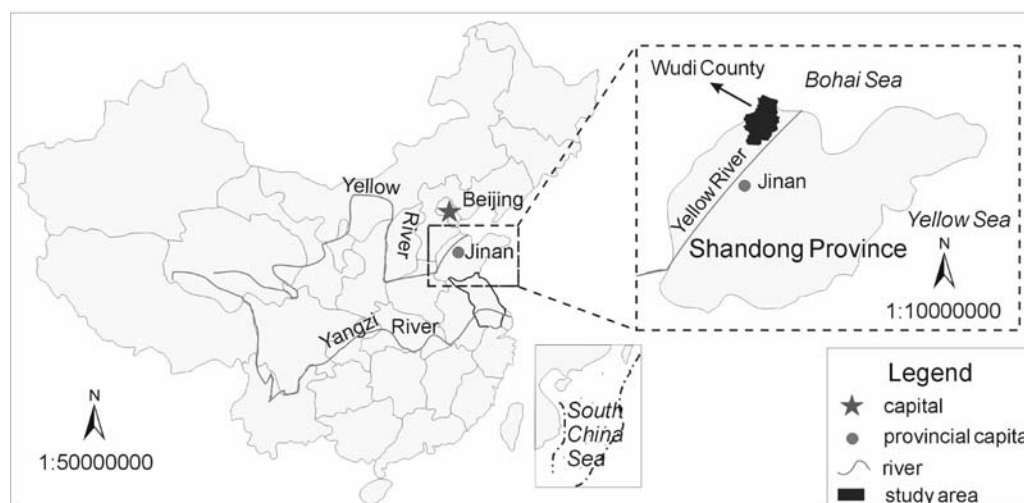 Yellow
River
Beijing
Jinan
Yangzi
River
N
1:50000000
South
China
Sea
Wudi County
Bohai Sea
Yellow River
Jinan
Yellow Sea
Shandong Province
N
1:10000000
Legend
capital
provincial capital
river
study area